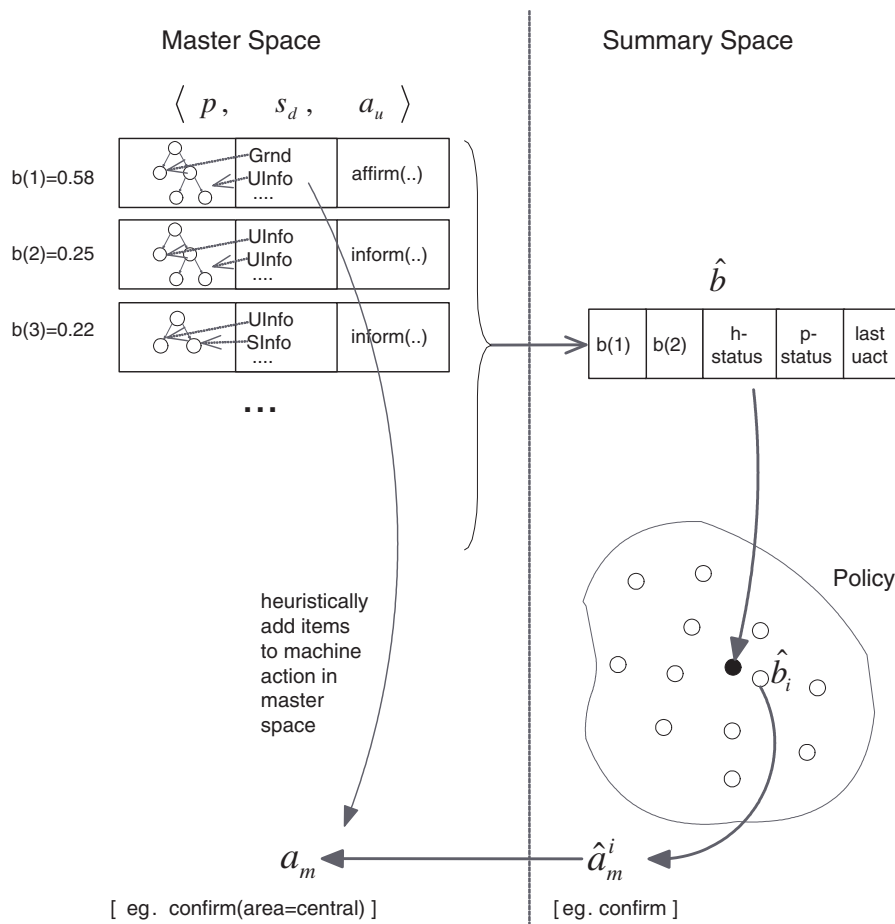 Master Space
Summary Space
⟨ p , s_d , a_u ⟩
b(1)=0.58
Grnd
UInfo
....
affirm(..)
b(2)=0.25
UInfo
UInfo
....
inform(..)
b(3)=0.22
UInfo
SInfo
....
inform(..)
...
b̂
b(1)
b(2)
h-
status
p-
status
last
uact
Policy
b̂_i
heuristically
add items
to machine
action in
master
space
a_m
â_m^i
[ eg. confirm(area=central) ]
[ eg. confirm ]